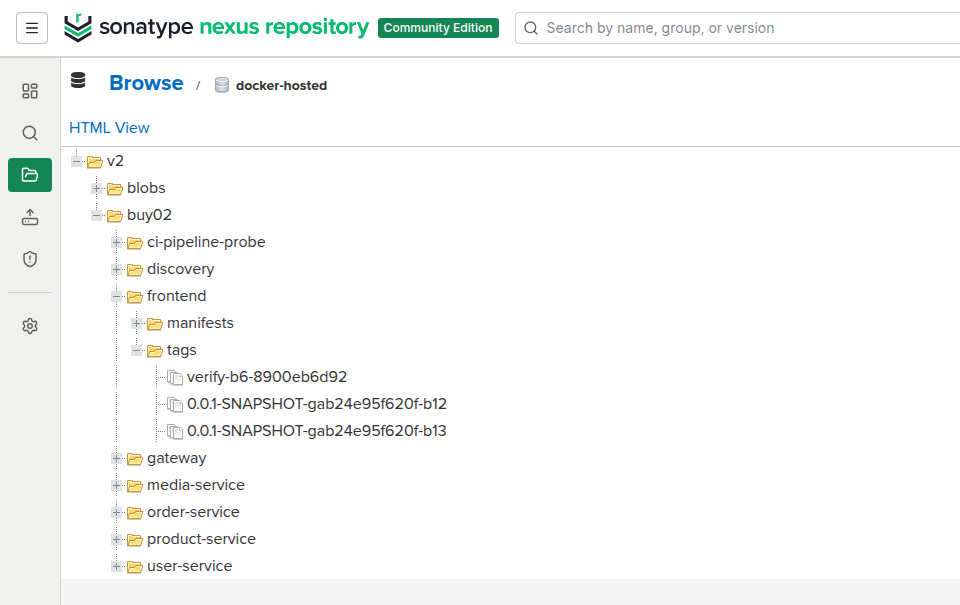 sonatype nexus repository Community Edition Search by name, group, or version
Browse / docker-hosted
HTML View
v2
blobs
buy02
ci-pipeline-probe
discovery
frontend
manifests
tags
verify-b6-8900eb6d92
0.0.1-SNAPSHOT-gab24e95f620f-b12
0.0.1-SNAPSHOT-gab24e95f620f-b13
gateway
media-service
order-service
product-service
user-service